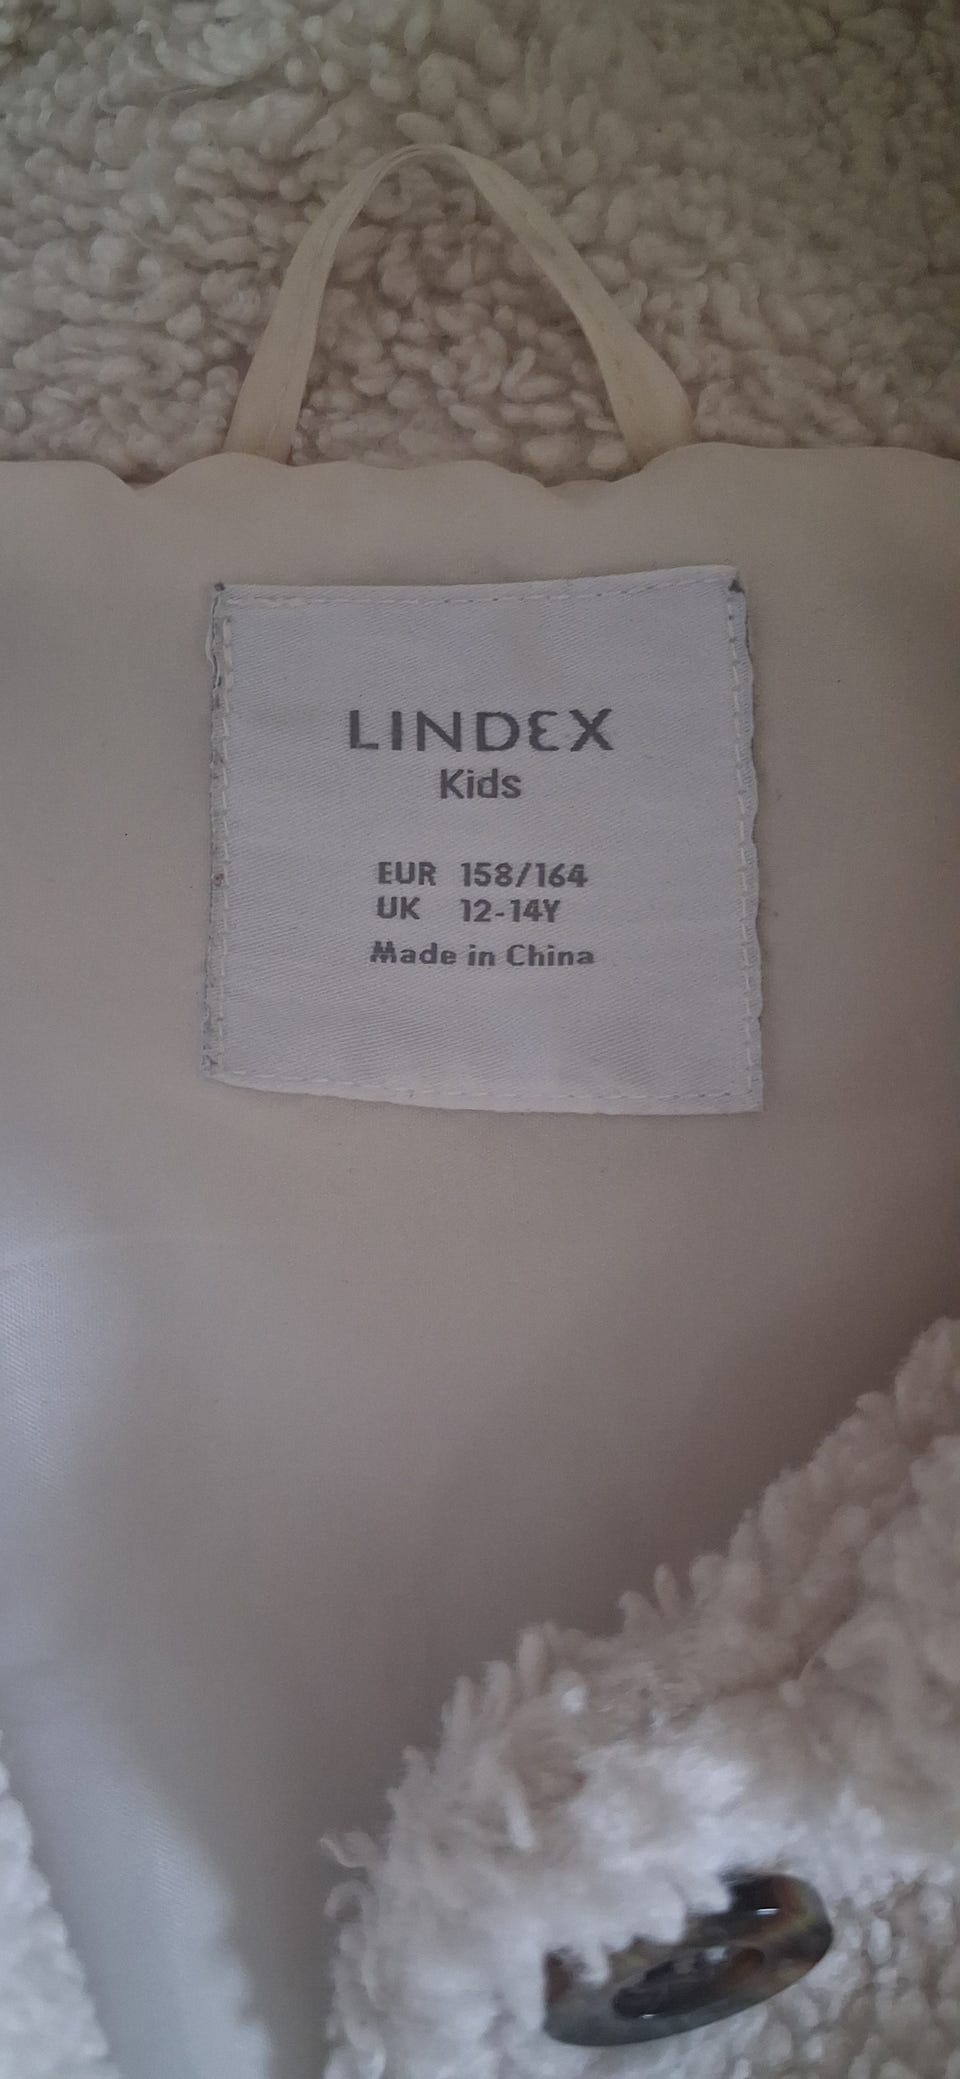 LINDEX
Kids
EUR 158/164
UK 12-14Y
Made in China